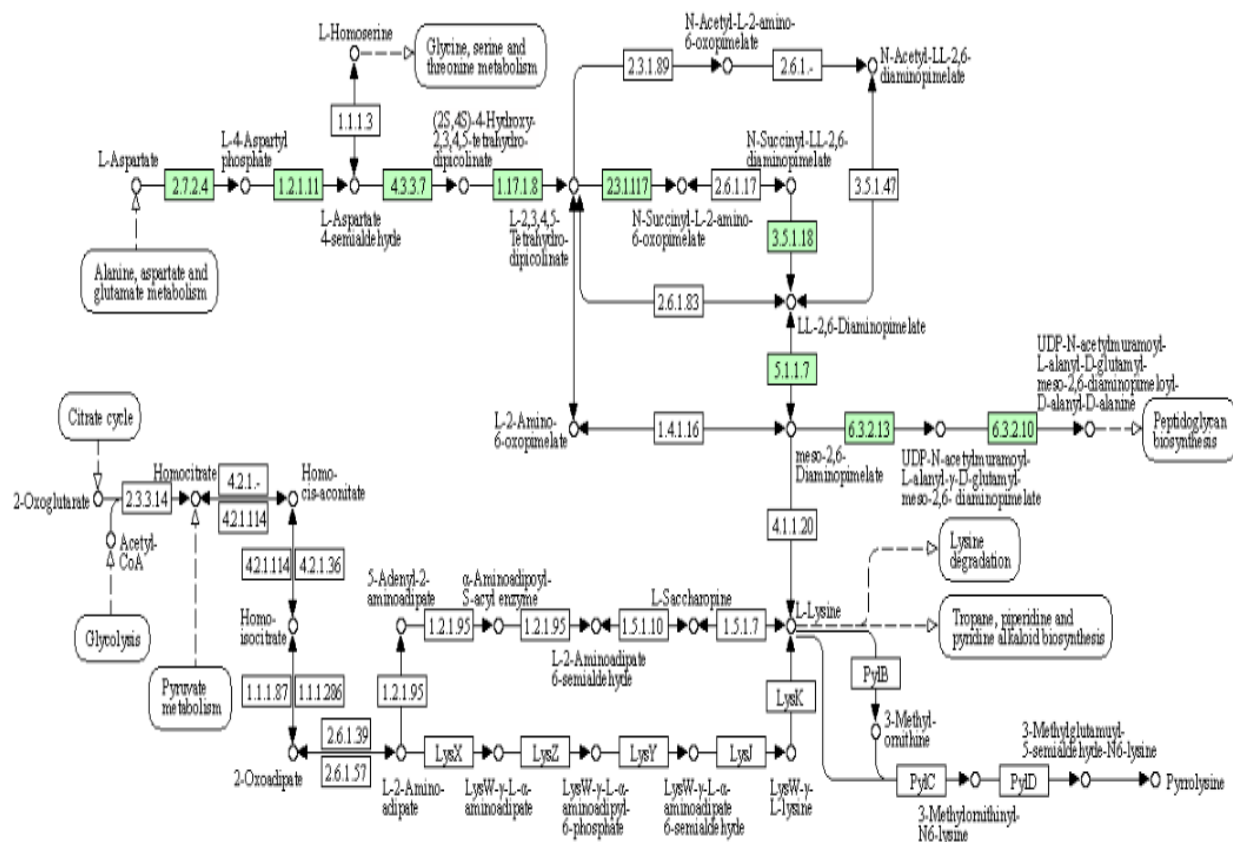 L-Homoserine
Glycine, serine and
threonine metabolism
N-Acetyl-L-2-amino-
6-oxopimelate
2.3.1.89
2.6.1.-
N-Acetyl-LL-2,6-
diaminopimelate
1.1.1.3
L-Aspartate
L-4-Aspartyl
phosphate
(2S,4S)-4-Hydroxy-
2,3,4,5-tetrahydro-
dipicolinate
N-Succinyl-LL-2,6-
diaminopimelate
2.7.2.4
1.2.1.11
4.3.3.7
1.17.1.8
2.3.1.117
2.6.1.17
3.5.1.47
L-Aspartate
4-semialdehyde
L-2,3,4,5-
Tetrahydro-
dipicolinate
N-Succinyl-L-2-amino-
6-oxopimelate
3.5.1.18
Alanine, aspartate and
glutamate metabolism
2.6.1.83
LL-2,6-Diaminopimelate
5.1.1.7
UDP-N-acetylmuramoyl-
L-alanyl-D-glutamyl-
meso-2,6-diaminopimeloyl-
D-alanyl-D-alanine
Citrate cycle
L-2-Amino-
6-oxopimelate
1.4.1.16
6.3.2.13
6.3.2.10
Peptidoglycan
biosynthesis
meso-2,6-
Diaminopimelate
UDP-N-acetylmuramoyl-
L-alanyl-γ-D-glutamyl-
meso-2,6- diaminopimelate
2-Oxoglutarate
2.3.3.14
Homocitrate
4.2.1.-
4.2.1.114
Homo-
cis-aconitate
4.1.1.20
Acetyl-
CoA
4.2.1.114
4.2.1.36
Lysine
degradation
5-Adenyl-2-
aminoadipate
α-Aminoadipoyl-
S-acyl enzyme
L-Saccharopine
L-Lysine
Glycolysis
Homo-
isocitrate
1.2.1.95
1.2.1.95
1.5.1.10
1.5.1.7
Tropane, piperidine and
pyridine alkaloid biosynthesis
L-2-Aminoadipate
6-semialdehyde
Pyruvate
metabolism
1.1.1.87
1.1.1.286
1.2.1.95
LysK
PylB
3-Methyl-
ornithine
2.6.1.39
2.6.1.57
2-Oxoadipate
LysX
LysZ
LysY
LysJ
3-Methylglutamuyl-
5-semialdehyde-N6-lysine
L-2-Amino-
adipate
LysW-γ-L-α-
aminoadipate
LysW-γ-L-α-
aminoadipyl-
6-phosphate
LysW-γ-L-α-
aminoadipate
6-semialdehyde
LysW-γ-
L-lysine
PylC
PylD
Pyrrolysine
3-Methylornithinyl-
N6-lysine